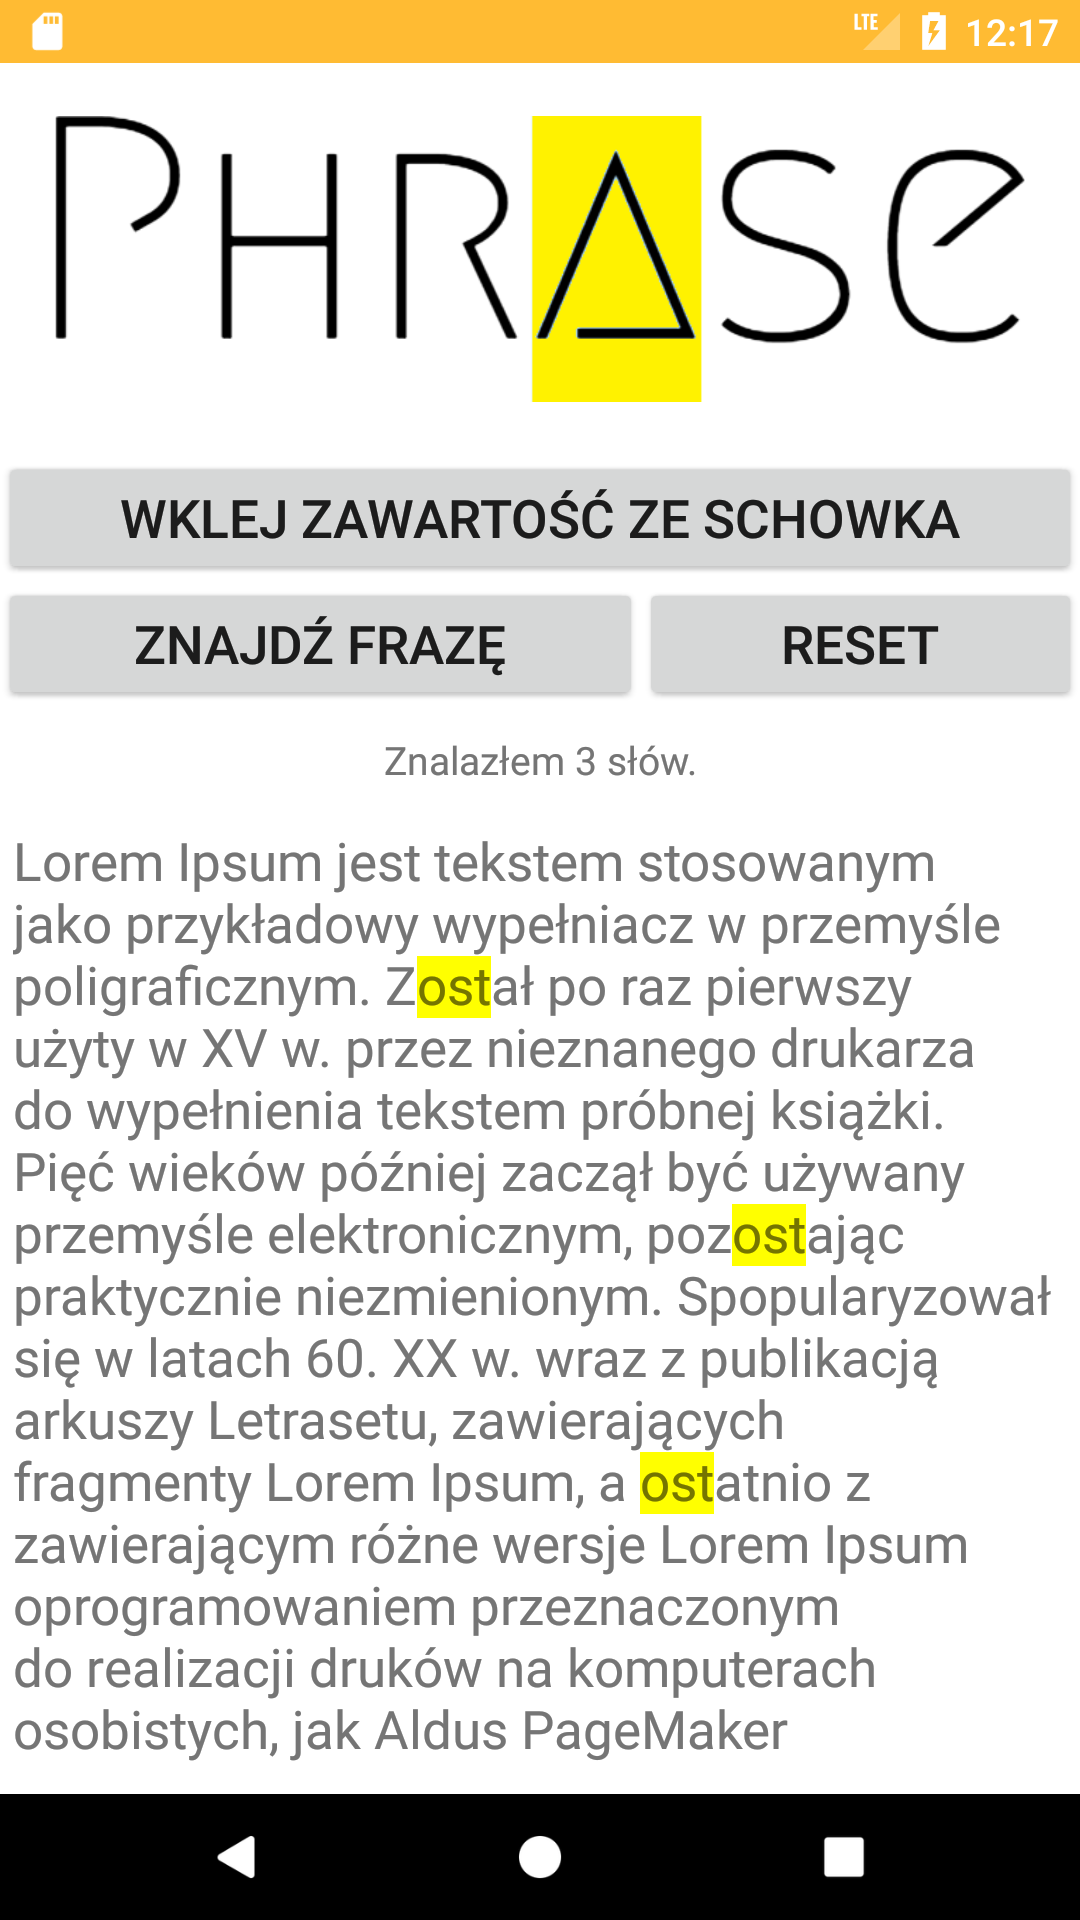 LTE 12:17
PHRASe
WKLEJ ZAWARTOŚĆ ZE SCHOWKA
ZNAJDŹ FRAZĘ RESET
Znalazłem 3 słów.
Lorem Ipsum jest tekstem stosowanym
jako przykładowy wypełniacz w przemyśle
poligraficznym. Został po raz pierwszy
użyty w XV w. przez nieznanego drukarza
do wypełnienia tekstem próbnej książki.
Pięć wieków później zaczął być używany
przemyśle elektronicznym, pozostając
praktycznie niezmienionym. Spopularyzował
się w latach 60. XX w. wraz z publikacją
arkuszy Letrasetu, zawierających
fragmenty Lorem Ipsum, a ostatnio z
zawierającym różne wersje Lorem Ipsum
oprogramowaniem przeznaczonym
do realizacji druków na komputerach
osobistych, jak Aldus PageMaker